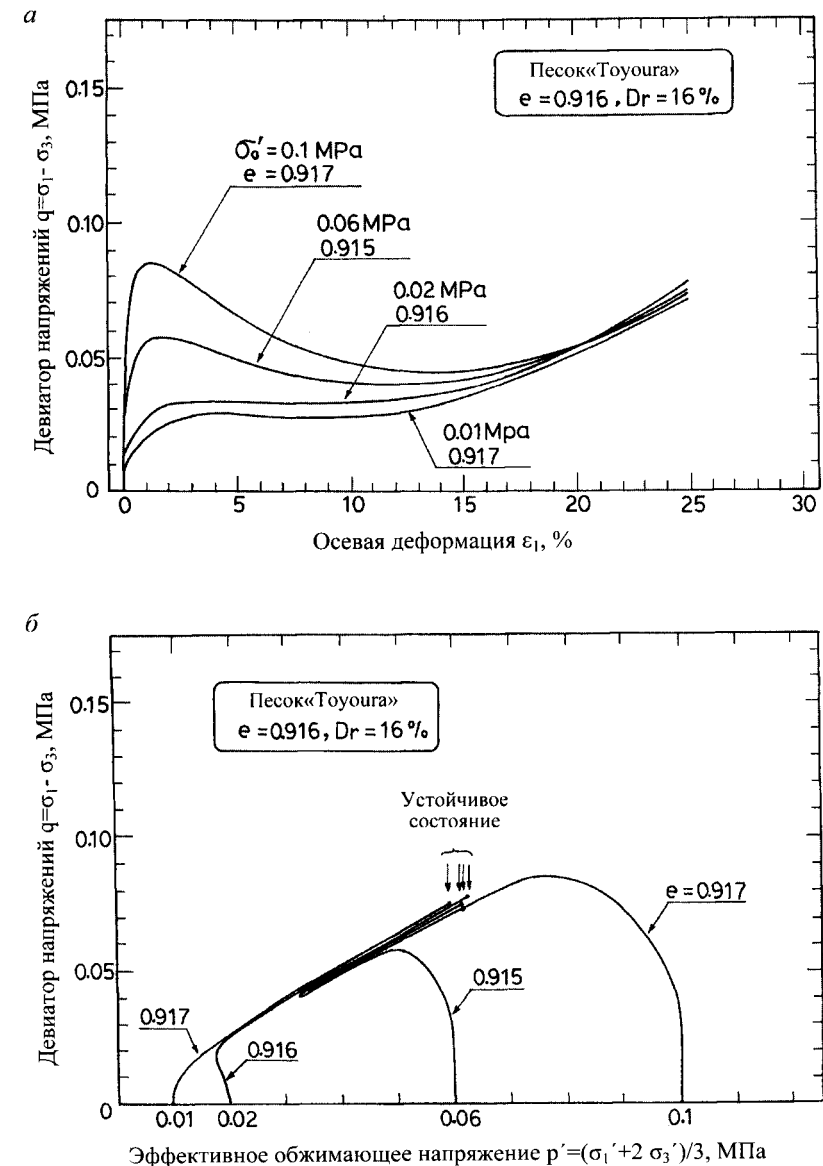 а
Девиатор напряжений q=σ₁- σ₃, МПа
0.15
0.10
0.05
0
Песок«Toyoura»
e=0.916, Dr=16%
σ₀'=0.1 MPa
e=0.917
0.06 MPa
0.915
0.02 MPa
0.916
0.01 Mpa
0.917
0 5 10 15 20 25 30
Осевая деформация ε₁, %
б
Девиатор напряжений q=σ₁- σ₃, МПа
0.15
0.10
0.05
0
Песок«Toyoura»
e=0.916, Dr=16%
Устойчивое
состояние
e=0.917
0.915
0.917
0.916
0.01 0.02 0.06 0.1
Эффективное обжимающее напряжение p´=(σ₁´+2 σ₃´)/3, МПа